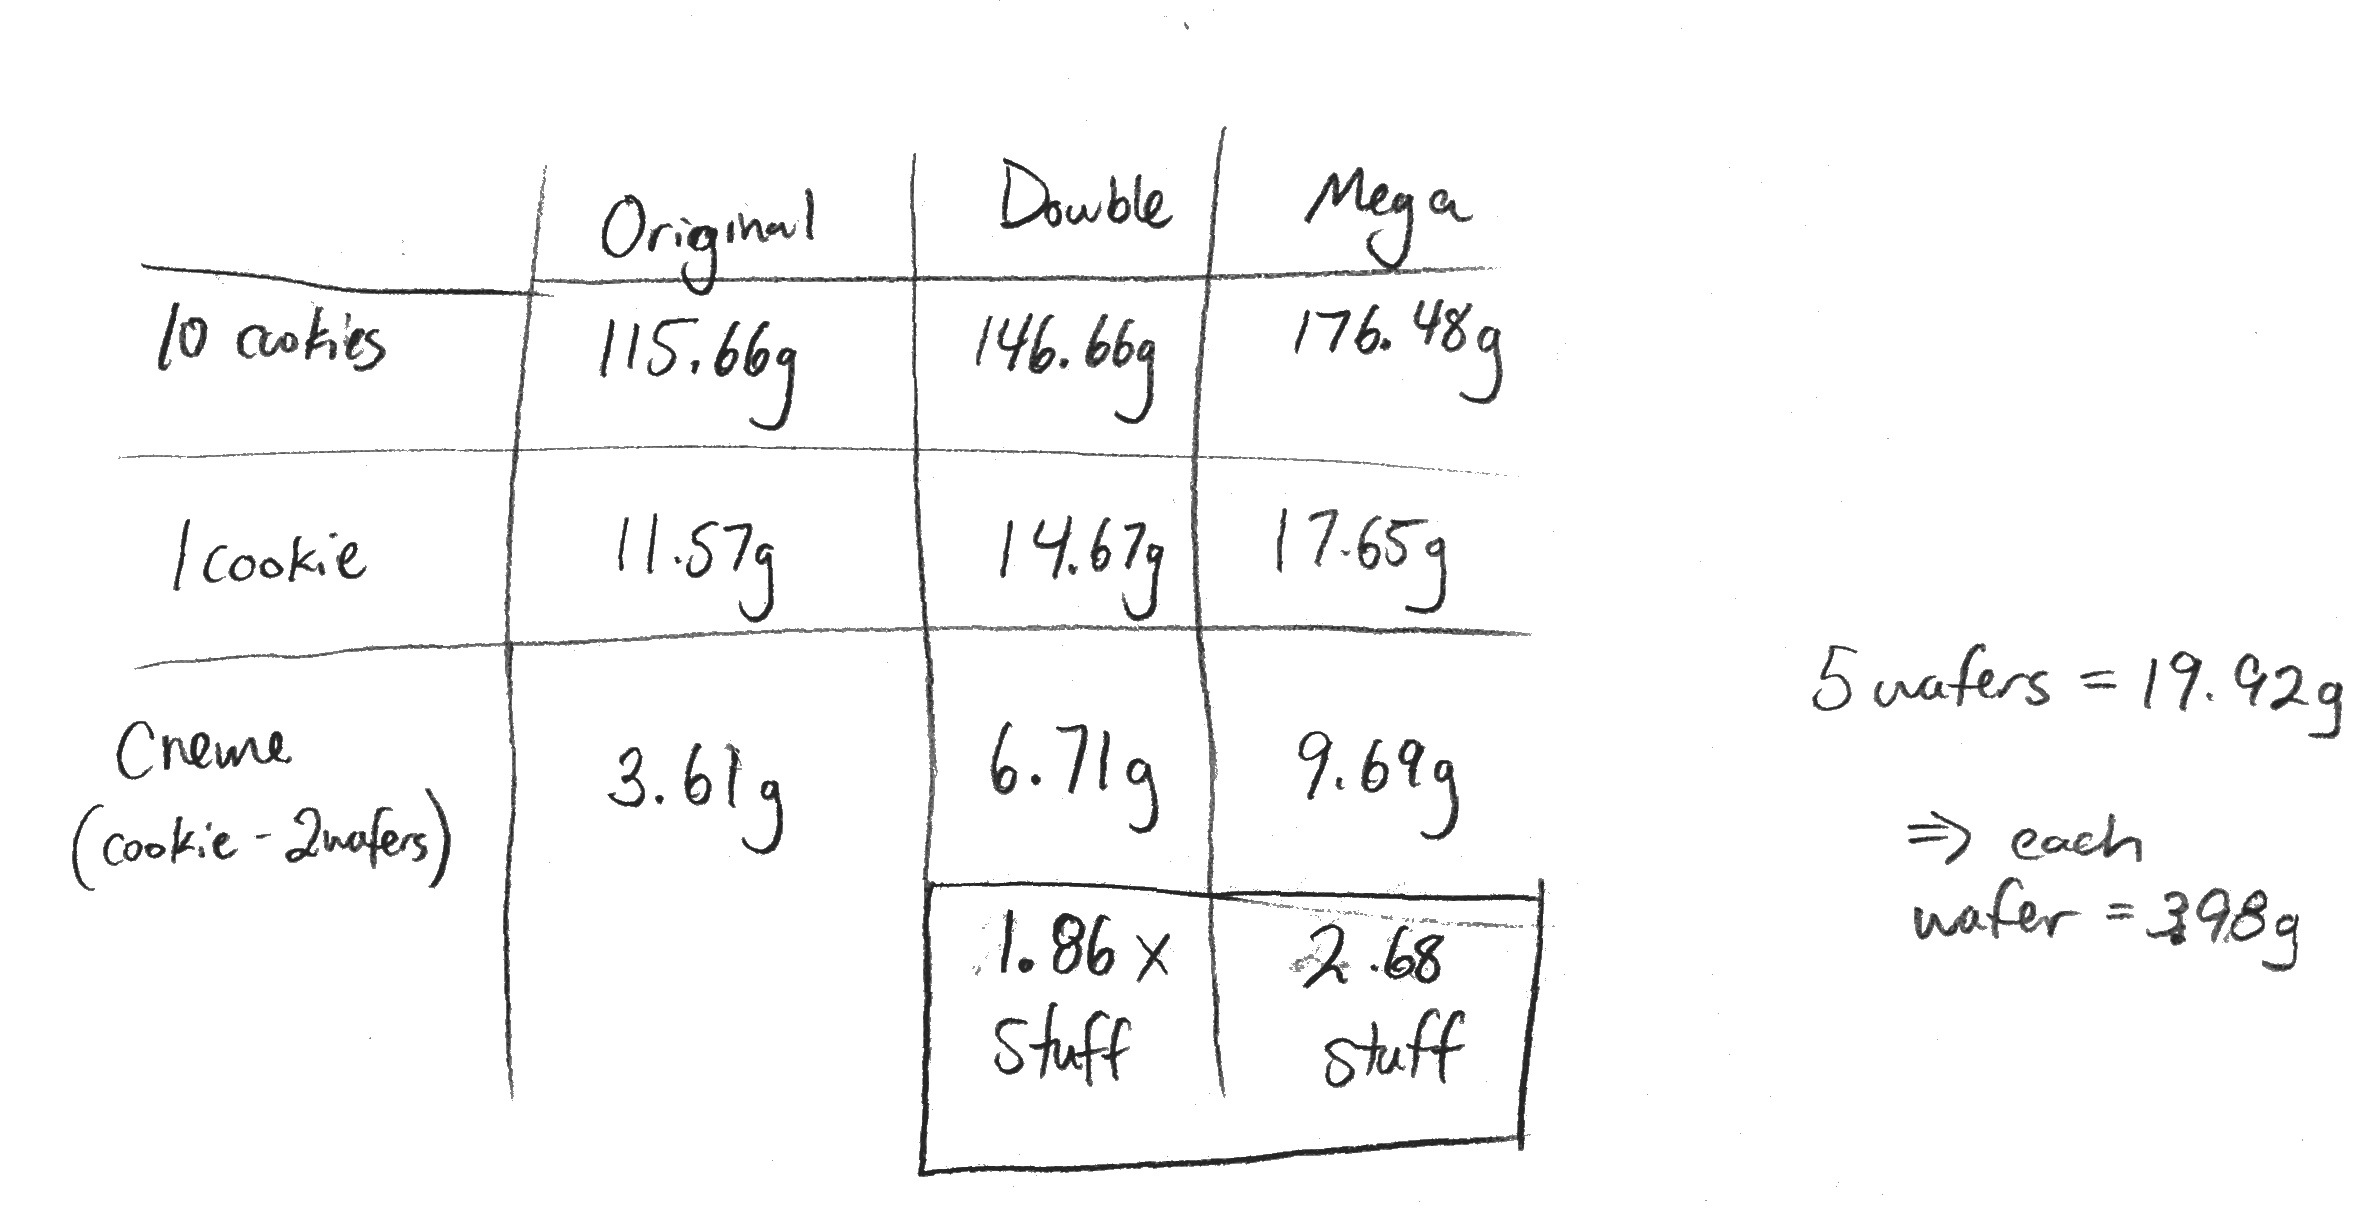 Original Double Mega
10 cookies 115.66g 146.66g 176.48g
1 cookie 11.57g 14.67g 17.65g
Creme 3.61g 6.71g 9.69g
(cookie - 2wafers)
1.86 x 2.68
Stuff stuff
5 wafers = 19.92g
⇒ each
wafer = 3.98g